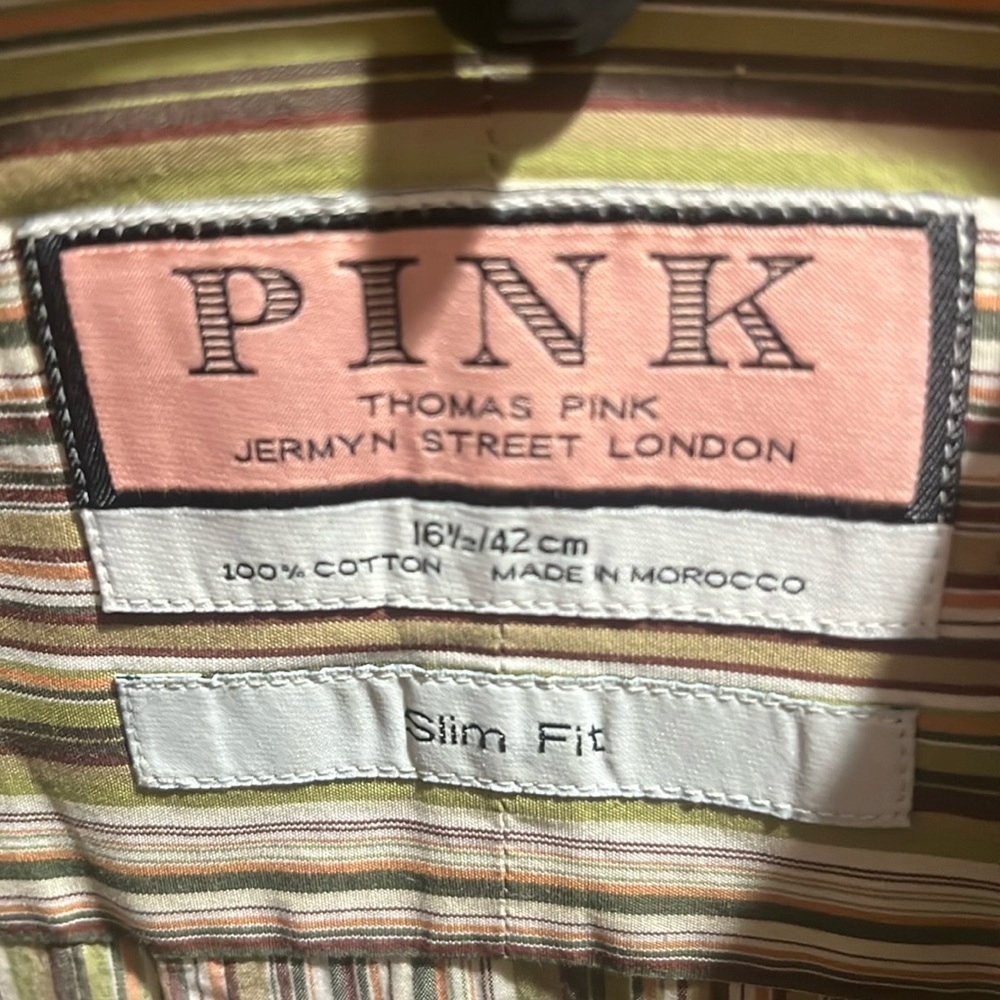 PINK
THOMAS PINK
JERMYN STREET LONDON
16½/42 cm
100% COTTON MADE IN MOROCCO
Slim Fit